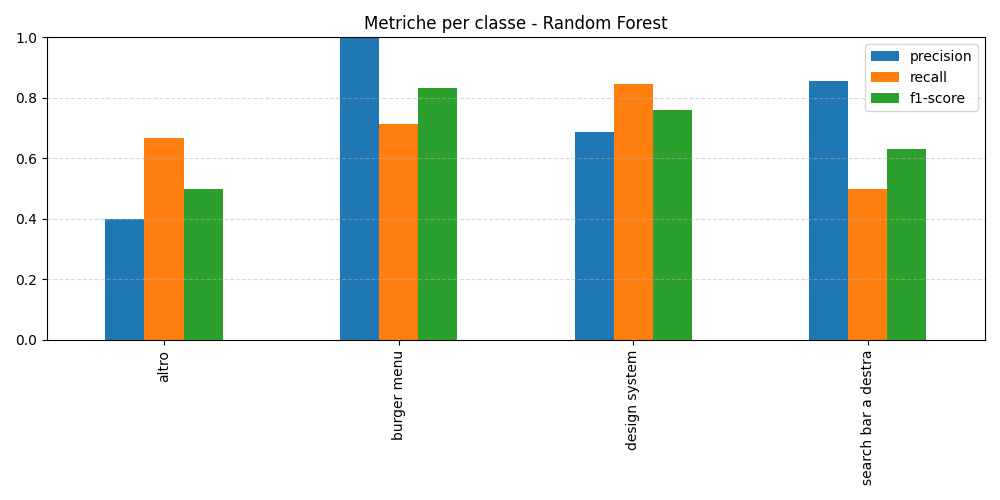 Metriche per classe - Random Forest
1.0
0.8
0.6
0.4
0.2
0.0
precision
recall
f1-score
altro
burger menu
design system
search bar a destra